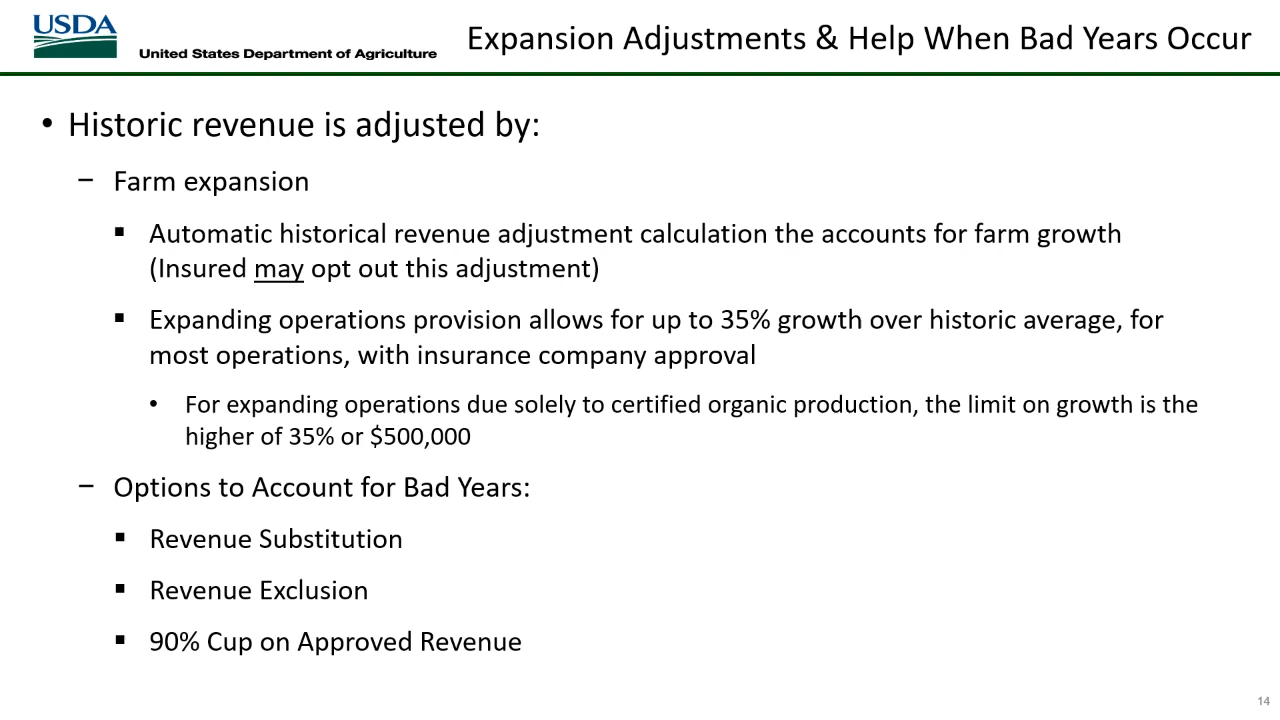 USDA
United States Department of Agriculture
Expansion Adjustments & Help When Bad Years Occur
• Historic revenue is adjusted by:
– Farm expansion
▪ Automatic historical revenue adjustment calculation the accounts for farm growth
(Insured may opt out this adjustment)
▪ Expanding operations provision allows for up to 35% growth over historic average, for
most operations, with insurance company approval
• For expanding operations due solely to certified organic production, the limit on growth is the
higher of 35% or $500,000
– Options to Account for Bad Years:
▪ Revenue Substitution
▪ Revenue Exclusion
▪ 90% Cup on Approved Revenue
14